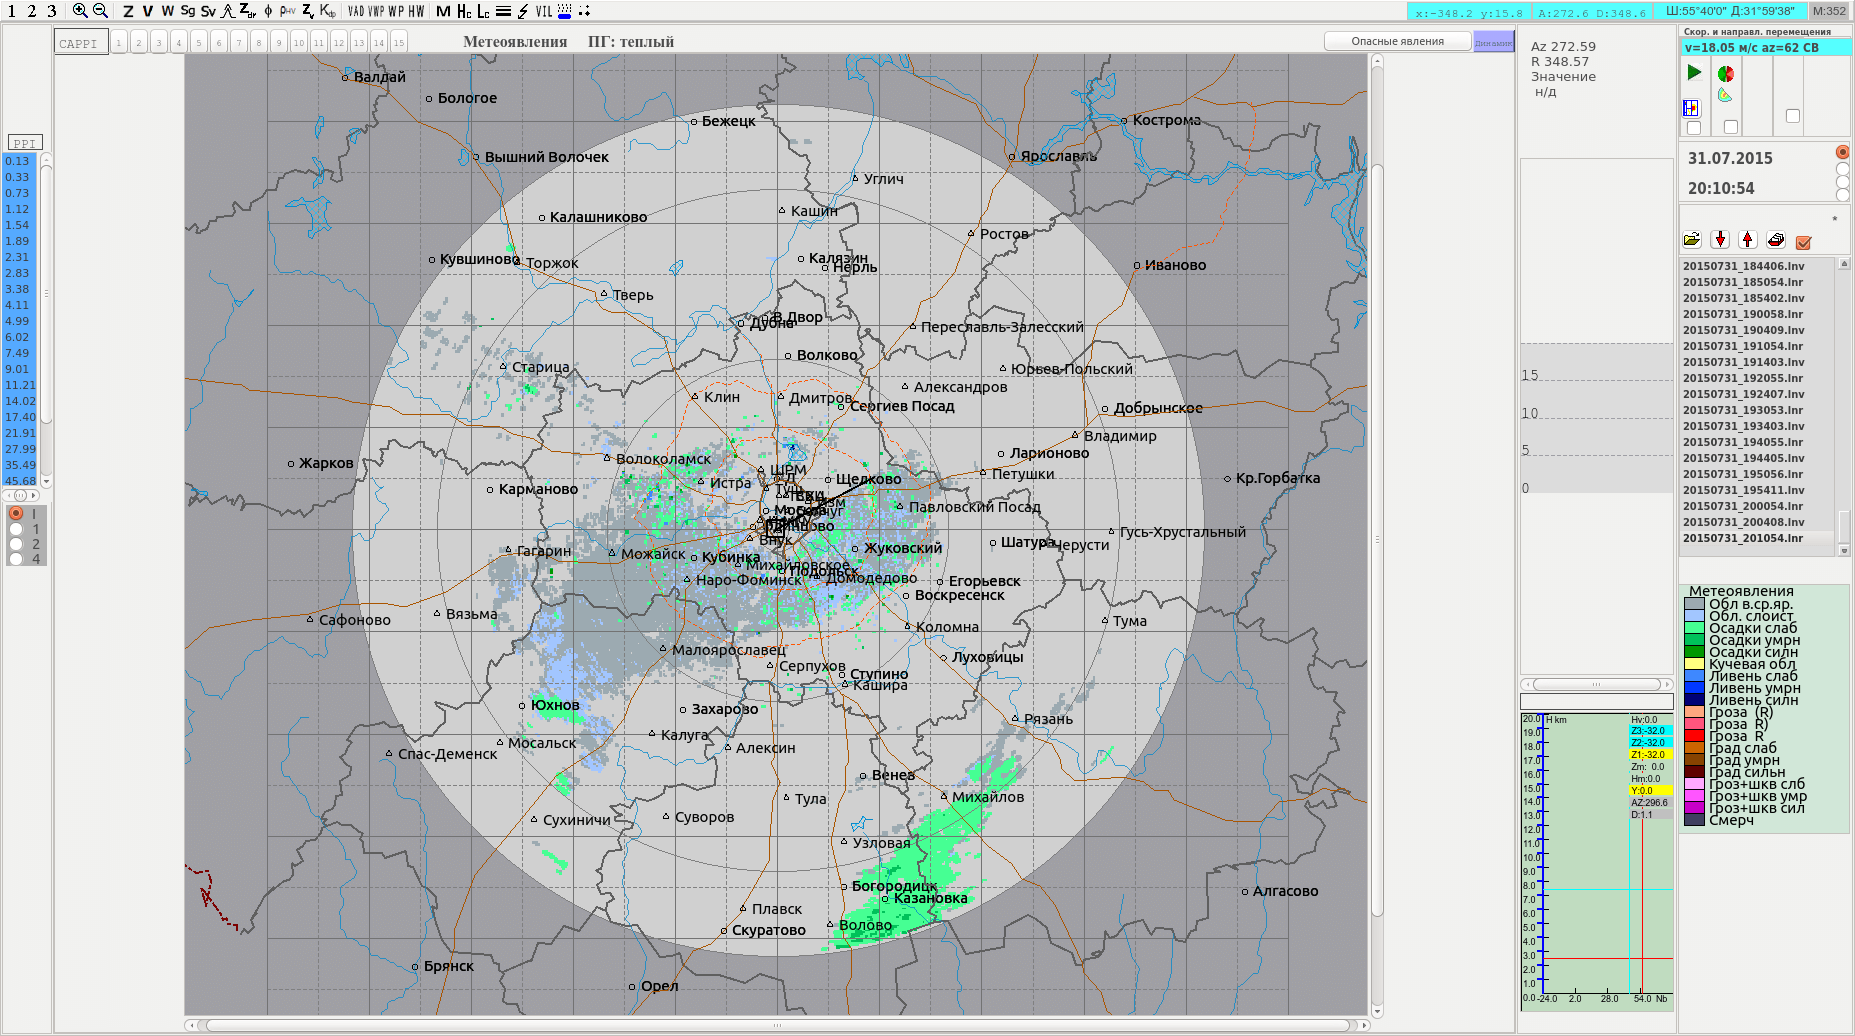 1 2 3 Z V W Sg Sv Zdr ϕ ρHV Zv Kdp VAD VWP WP HW M Hc Lc VIL
x:-348.2 y:15.8 A:272.6 D:348.6 Ш:55°40'0" Д:31°59'38" M:352
CAPPI 1 2 3 4 5 6 7 8 9 10 11 12 13 14 15
Метеоявления ПГ: теплый
Опасные явления
Динамик
Az 272.59
R 348.57
Значение
н/д
Скор. и направл. перемещения
v=18.05 м/с az=62 СВ
31.07.2015
20:10:54
*
20150731_184406.lnv
20150731_185054.lnr
20150731_185402.lnv
20150731_190058.lnr
20150731_190409.lnv
20150731_191054.lnr
20150731_191403.lnv
20150731_192055.lnr
20150731_192407.lnv
20150731_193053.lnr
20150731_193403.lnv
20150731_194055.lnr
20150731_194405.lnv
20150731_195056.lnr
20150731_195411.lnv
20150731_200054.lnr
20150731_200408.lnv
20150731_201054.lnr
PPI
0.13
0.33
0.73
1.12
1.54
1.89
2.31
2.83
3.38
4.11
4.99
6.02
7.49
9.01
11.21
14.02
17.40
21.91
27.99
35.49
45.68
I
1
2
4
Валдай
Бологое
Бежецк
Кострома
Вышний Волочек
Ярославль
Углич
Калашниково
Кашин
Ростов
Кувшиново
Торжок
Калязин
Нерль
Иваново
Тверь
В.Двор
Дубна
Переславль-Залесский
Волково
Старица
Юрьев-Польский
Александров
Клин
Дмитров
Сергиев Посад
Добрынское
Владимир
Ларионово
Жарков
Волоколамск
ШРМ
Петушки
Кр.Горбатка
Карманово
Истра
Щелково
Павловский Посад
Москва
Гусь-Хрустальный
Внук
Шатура
Черусти
Гагарин
Можайск
Кубинка
Жуковский
Михайловское
Подольск
Наро-Фоминск
Домодедово
Егорьевск
Воскресенск
Вязьма
Сафоново
Коломна
Тума
Малоярославец
Луховицы
Серпухов
Ступино
Кашира
Юхнов
Захарово
Рязань
Калуга
Мосальск
Алексин
Спас-Деменск
Венев
Тула
Михайлов
Суворов
Сухиничи
Узловая
Богородицк
Казановка
Алгасово
Плавск
Волово
Скуратово
Брянск
Орел
15
10
5
0
Метеоявления
Обл в.ср.яр.
Обл. слоист
Осадки слаб
Осадки умрн
Осадки силн
Кучевая обл
Ливень слаб
Ливень умрн
Ливень силн
Гроза (R)
Гроза R)
Гроза R
Град слаб
Град умрн
Град сильн
Гроз+шкв слб
Гроз+шкв умр
Гроз+шкв сил
Смерч
H km
20.0
19.0
18.0
17.0
16.0
15.0
14.0
13.0
12.0
11.0
10.0
9.0
8.0
7.0
6.0
5.0
4.0
3.0
2.0
1.0
0.0
-24.0 2.0 28.0 54.0 Nb
Hv:0.0
Z3:-32.0
Z2:-32.0
Z1:-32.0
Zm: 0.0
Hm:0.0
Y:0.0
AZ:296.6
D:1.1